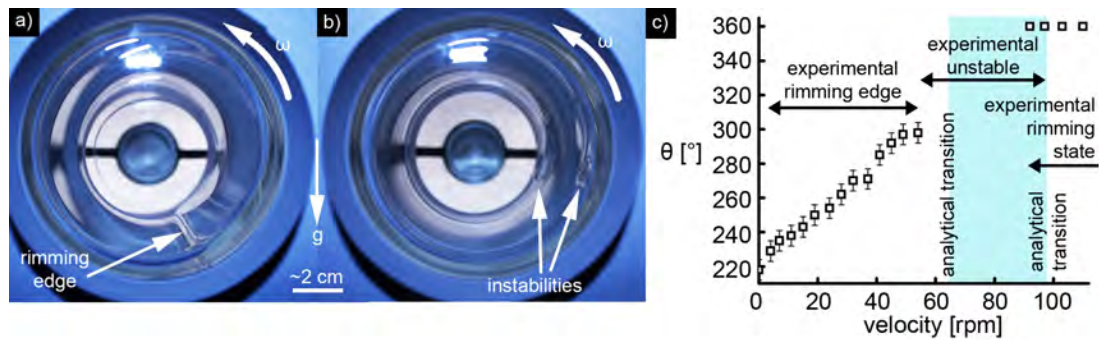 a)
ω
rimming
edge
g
~2 cm
b)
ω
instabilities
c)
360
340
320
300
θ [°]
280
260
240
220
experimental
unstable
experimental
rimming edge
experimental
rimming
state
analytical transition
analytical
transition
0
20
40
60
80
100
velocity [rpm]